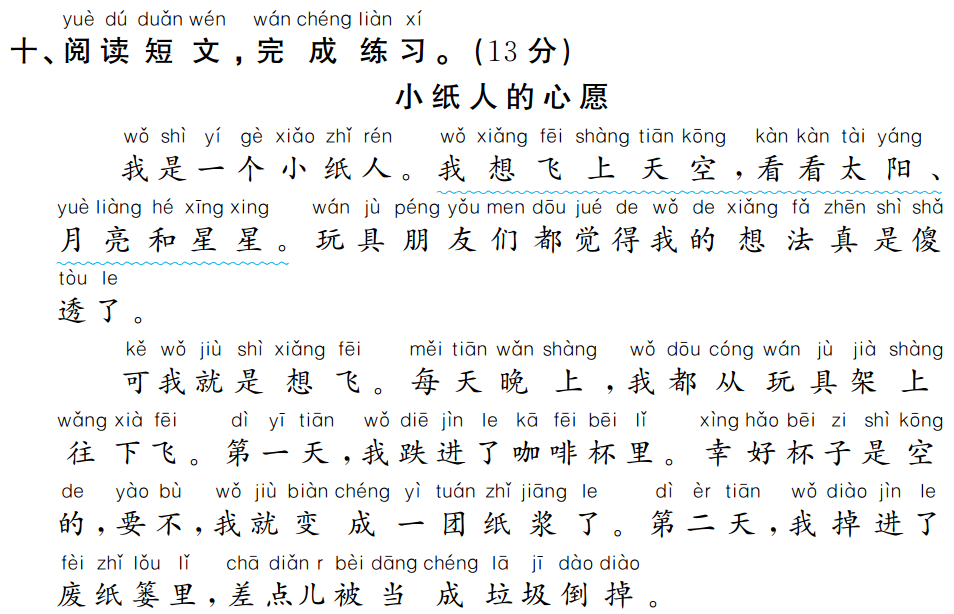 yuè dú duǎn wén wán chéng liàn xí
十、阅读短文，完成练习。(13分)
小纸人的心愿
wǒ shì yí gè xiǎo zhǐ rén wǒ xiǎng fēi shàng tiān kōng kàn kàn tài yáng
我是一个小纸人。我想飞上天空，看看太阳、
yuè liàng hé xīng xing wán jù péng yǒu men dōu jué de wǒ de xiǎng fǎ zhēn shì shǎ
月亮和星星。玩具朋友们都觉得我的想法真是傻
tòu le
透了。
kě wǒ jiù shì xiǎng fēi měi tiān wǎn shàng wǒ dōu cóng wán jù jià shàng
可我就是想飞。每天晚上，我都从玩具架上
wǎng xià fēi dì yī tiān wǒ diē jìn le kā fēi bēi lǐ xìng hǎo bēi zi shì kōng
往下飞。第一天，我跌进了咖啡杯里。幸好杯子是空
de yào bù wǒ jiù biàn chéng yì tuán zhǐ jiāng le dì èr tiān wǒ diào jìn le
的，要不，我就变成一团纸浆了。第二天，我掉进了
fèi zhǐ lǒu lǐ chā diǎn r bèi dāng chéng lā jī dào diào
废纸篓里，差点儿被当成垃圾倒掉。